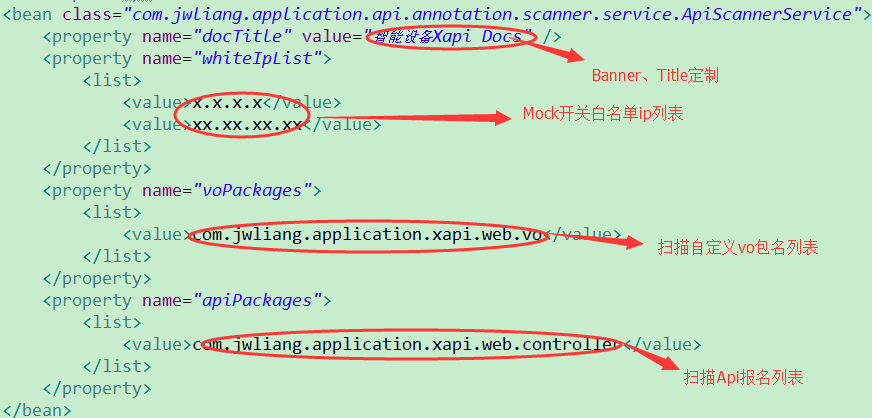 <bean class="com.jwliang.application.api.annotation.scanner.service.ApiScannerService">
<property name="docTitle" value="智能设备Xapi Docs" />
Banner、Title定制
<property name="whiteIpList">
<list>
<value>x.x.x.x</value>
Mock开关白名单ip列表
<value>xx.xx.xx.xx</value>
</list>
</property>
<property name="voPackages">
<list>
<value>com.jwliang.application.xapi.web.vo</value>
扫描自定义vo包名列表
</list>
</property>
<property name="apiPackages">
<list>
<value>com.jwliang.application.xapi.web.controller</value>
</list>
扫描Api报名列表
</property>
</bean>